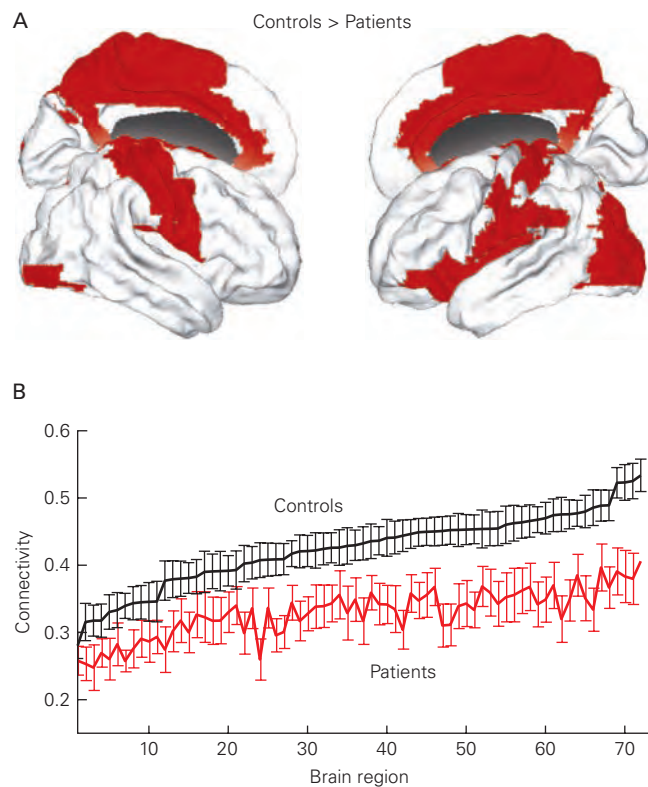 A
Controls > Patients
B
0.6
0.5
0.4
0.3
0.2
Connectivity
Controls
Patients
10 20 30 40 50 60 70
Brain region